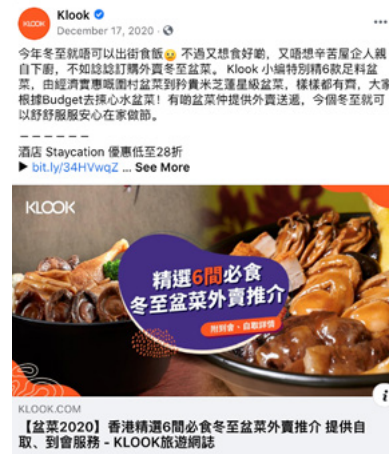 KLOOK
Klook
December 17, 2020 ·
今年冬至就唔可以出街食飯 不過又想食好啲，又唔想辛苦屋企人親
自下廚，不如諗諗訂購外賣冬至盆菜。 Klook 小編特別精6款足料盆
菜，由經濟實惠嘅圍村盆菜到矜貴米芝蓮星級盆菜，樣樣都有齊，大家
根據Budget去揀心水盆菜！有啲盆菜仲提供外賣送遞，今個冬至就可
以舒舒服服安心在家做節。
– – – – – –
酒店 Staycation 優惠低至28折
▶ bit.ly/34HVwqZ ... See More
KLOOK
精選6間必食
冬至盆菜外賣推介
附到會、自取詳情
KLOOK.COM
【盆菜2020】香港精選6間必食冬至盆菜外賣推介 提供自
取、到會服務 - KLOOK旅遊網誌